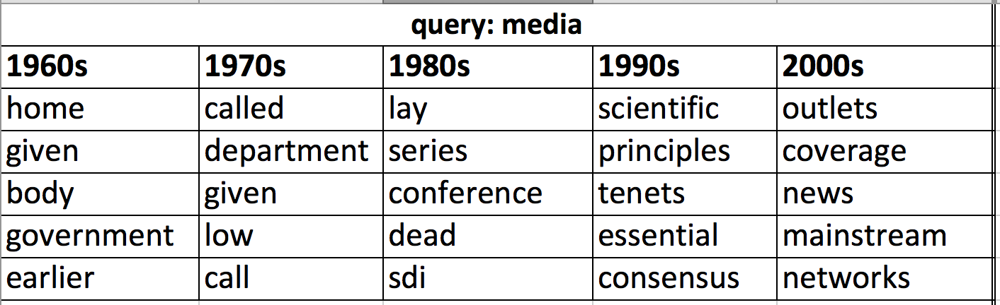 query: media
1960s 1970s 1980s 1990s 2000s
home called lay scientific outlets
given department series principles coverage
body given conference tenets news
government low dead essential mainstream
earlier call sdi consensus networks